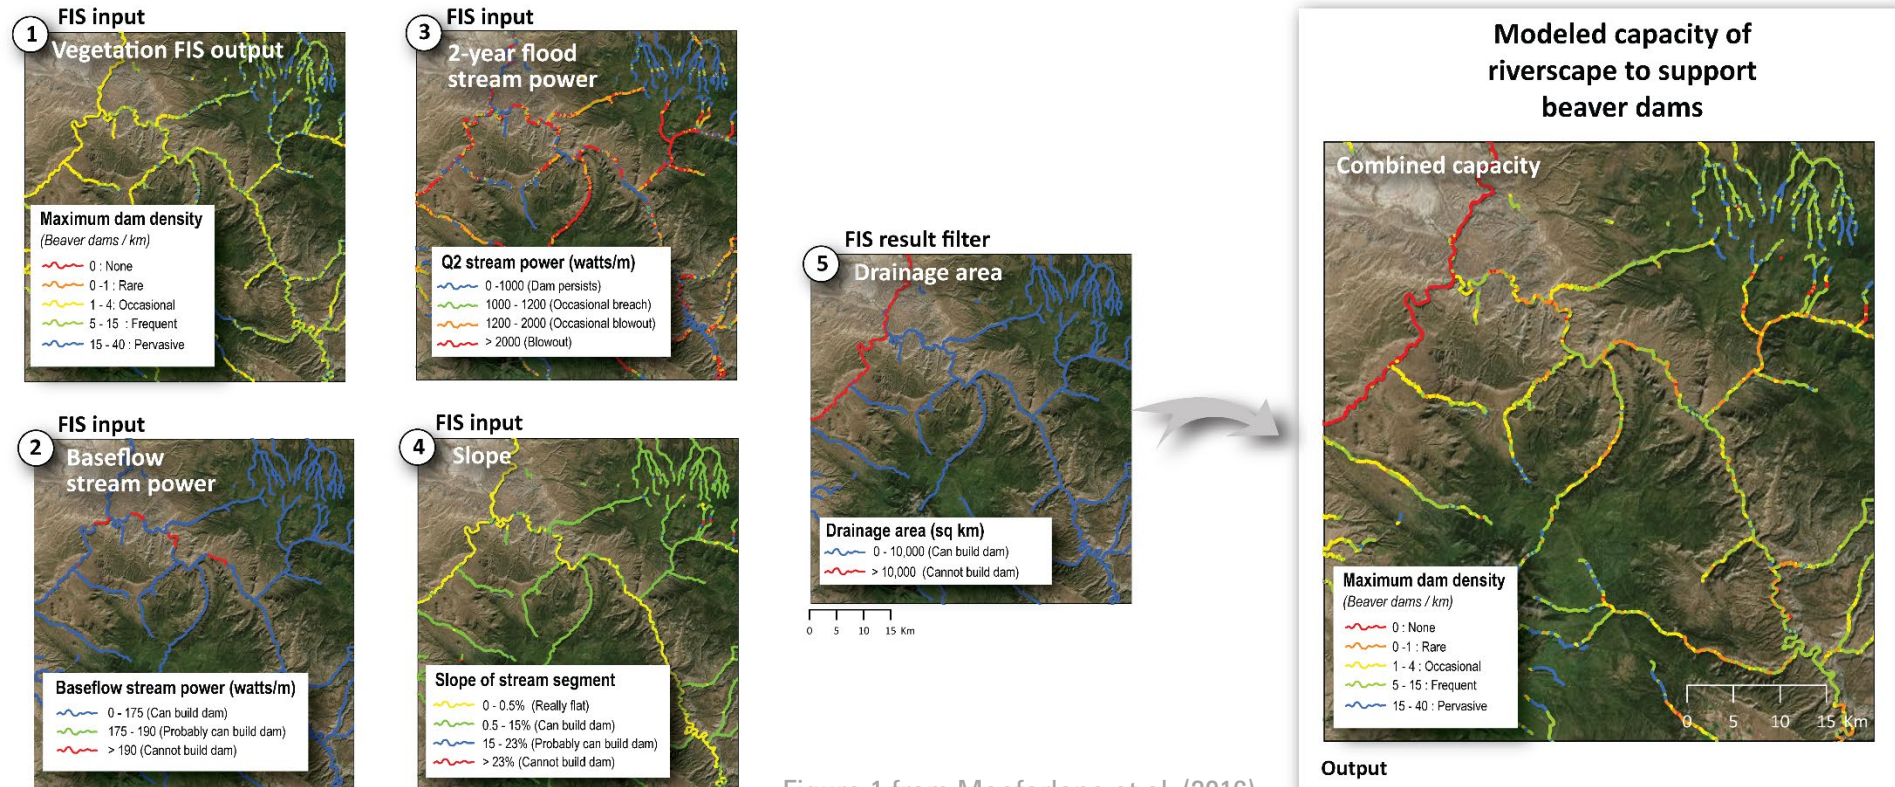 FIS input
1
Vegetation FIS output
Maximum dam density
(Beaver dams / km)
0 : None
0 -1 : Rare
1 - 4: Occasional
5 - 15 : Frequent
15 - 40 : Pervasive
FIS input
2
Baseflow
stream power
Baseflow stream power (watts/m)
0 - 175 (Can build dam)
175 - 190 (Probably can build dam)
> 190 (Cannot build dam)
FIS input
3
2-year flood
stream power
Q2 stream power (watts/m)
0 -1000 (Dam persists)
1000 - 1200 (Occasional breach)
1200 - 2000 (Occasional blowout)
> 2000 (Blowout)
FIS input
4
Slope
Slope of stream segment
0 - 0.5% (Really flat)
0.5 - 15% (Can build dam)
15 - 23% (Probably can build dam)
> 23% (Cannot build dam)
FIS result filter
5
Drainage area
Drainage area (sq km)
0 - 10,000 (Can build dam)
> 10,000 (Cannot build dam)
0 5 10 15 Km
Figure 1 from Macfarlane et al. (2016)
Modeled capacity of
riverscape to support
beaver dams
Combined capacity
Maximum dam density
(Beaver dams / km)
0 : None
0 -1 : Rare
1 - 4 : Occasional
5 - 15 : Frequent
15 - 40 : Pervasive
0 5 10 15 Km
Output